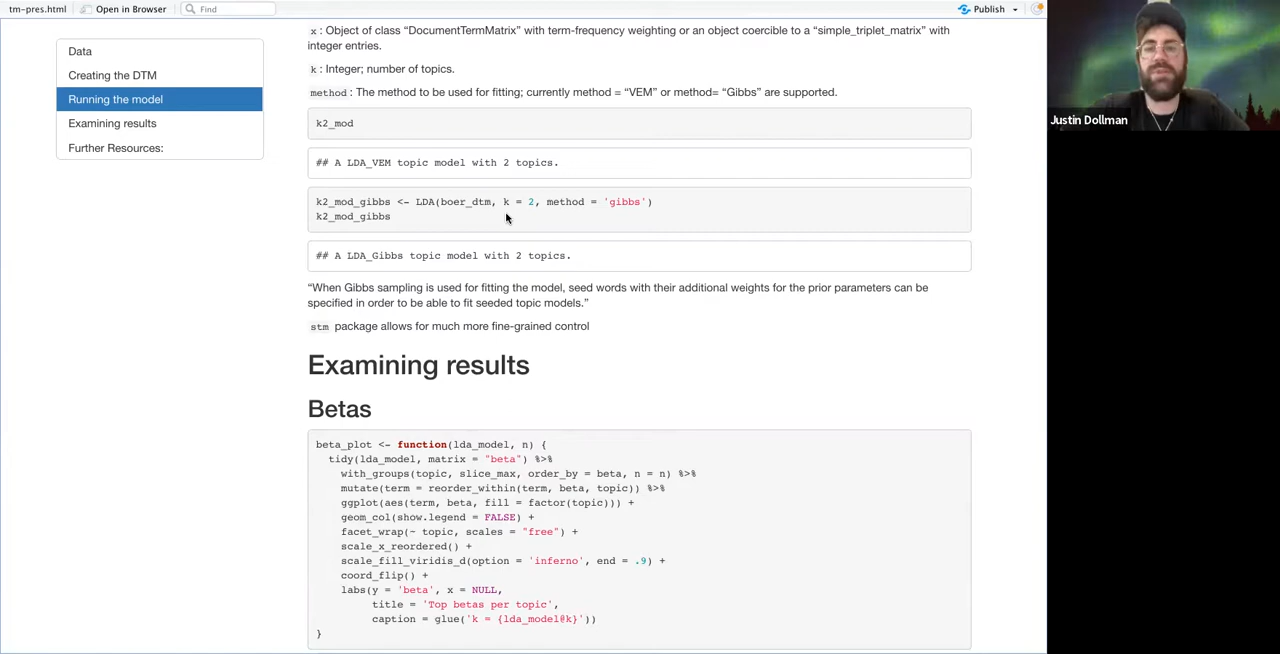 tm-pres.html Open in Browser Find Publish
x : Object of class “DocumentTermMatrix” with term-frequency weighting or an object coercible to a “simple_triplet_matrix” with
integer entries.
Data
Creating the DTM
Running the model
Examining results
Further Resources:
k : Integer; number of topics.
method : The method to be used for fitting; currently method = “VEM” or method= “Gibbs” are supported.
k2_mod
## A LDA_VEM topic model with 2 topics.
k2_mod_gibbs <- LDA(boer_dtm, k = 2, method = 'gibbs')
k2_mod_gibbs
## A LDA_Gibbs topic model with 2 topics.
“When Gibbs sampling is used for fitting the model, seed words with their additional weights for the prior parameters can be
specified in order to be able to fit seeded topic models.”
stm package allows for much more fine-grained control
Examining results
Betas
beta_plot <- function(lda_model, n) {
tidy(lda_model, matrix = "beta") %>%
with_groups(topic, slice_max, order_by = beta, n = n) %>%
mutate(term = reorder_within(term, beta, topic)) %>%
ggplot(aes(term, beta, fill = factor(topic))) +
geom_col(show.legend = FALSE) +
facet_wrap(~ topic, scales = "free") +
scale_x_reordered() +
scale_fill_viridis_d(option = 'inferno', end = .9) +
coord_flip() +
labs(y = 'beta', x = NULL,
title = 'Top betas per topic',
caption = glue('k = {lda_model@k}'))
}
Justin Dollman